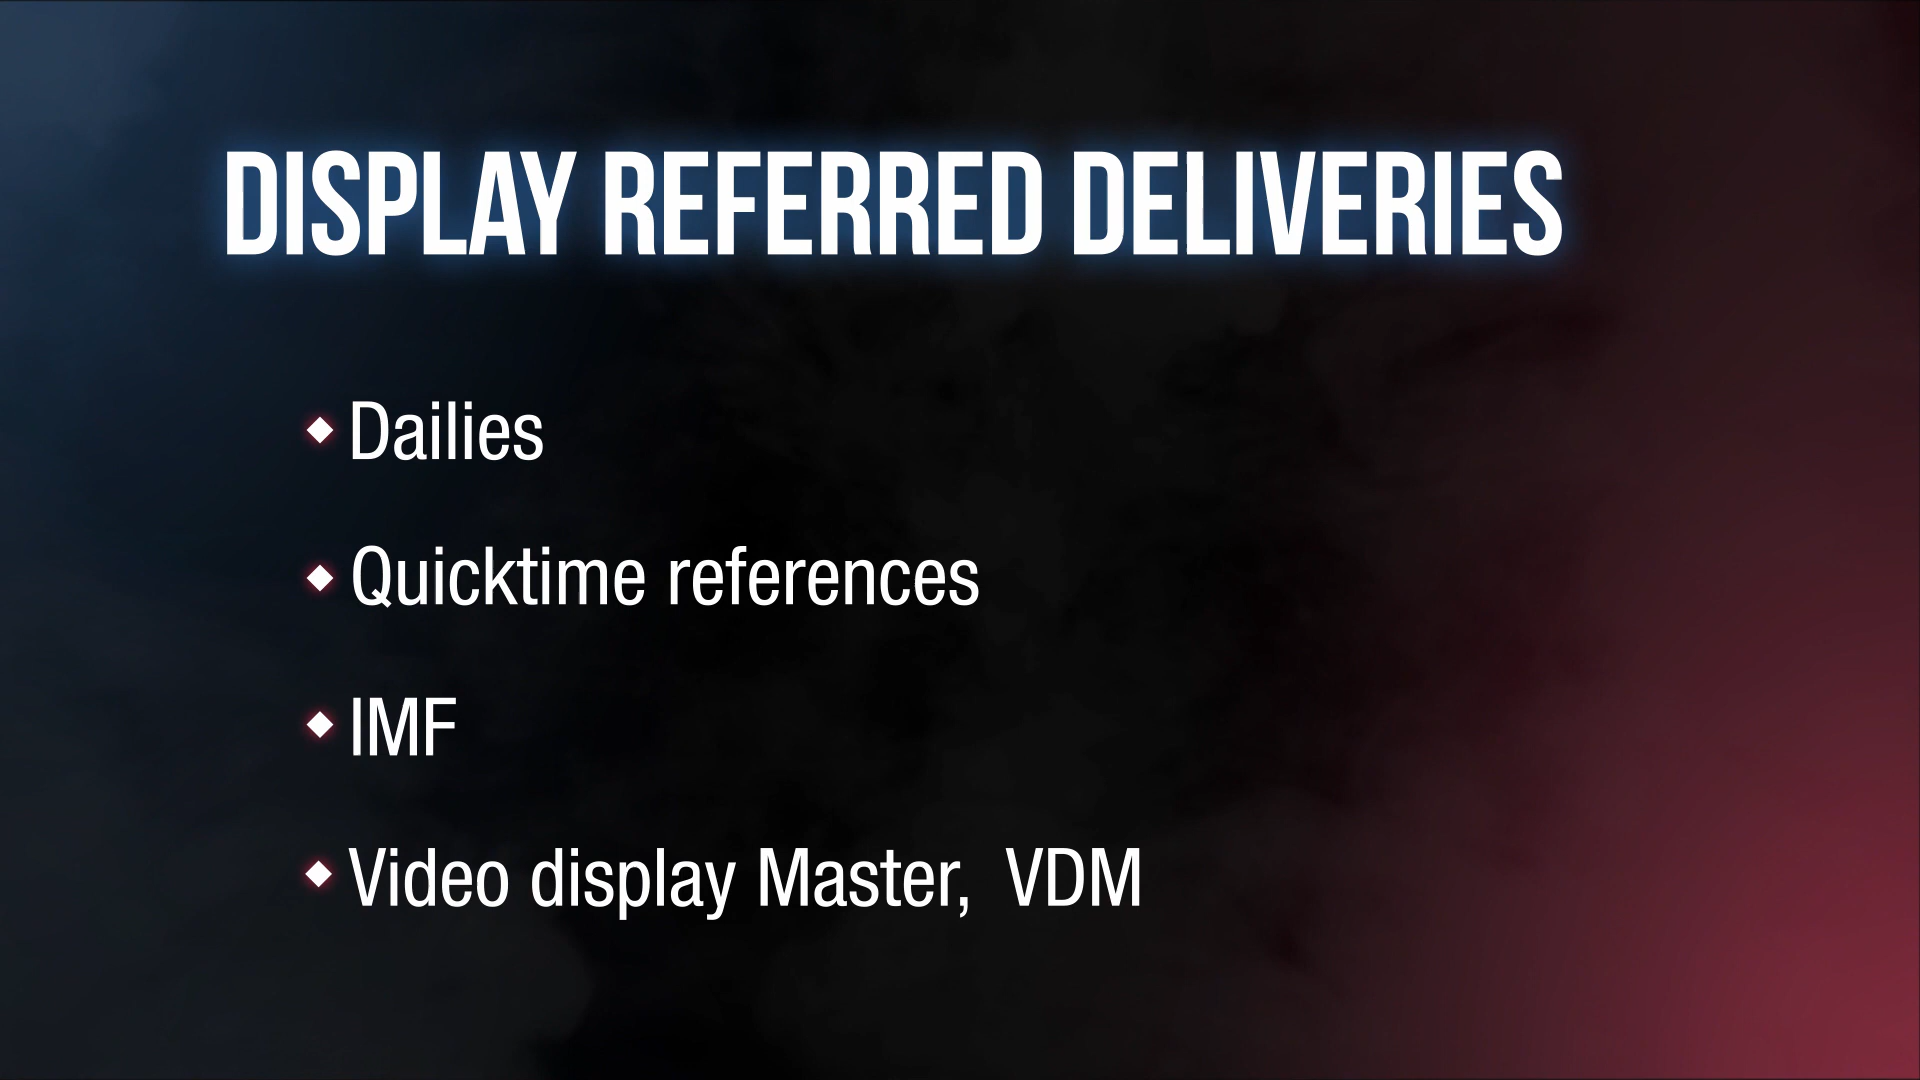 DISPLAY REFERRED DELIVERIES
Dailies
Quicktime references
IMF
Video display Master,  VDM